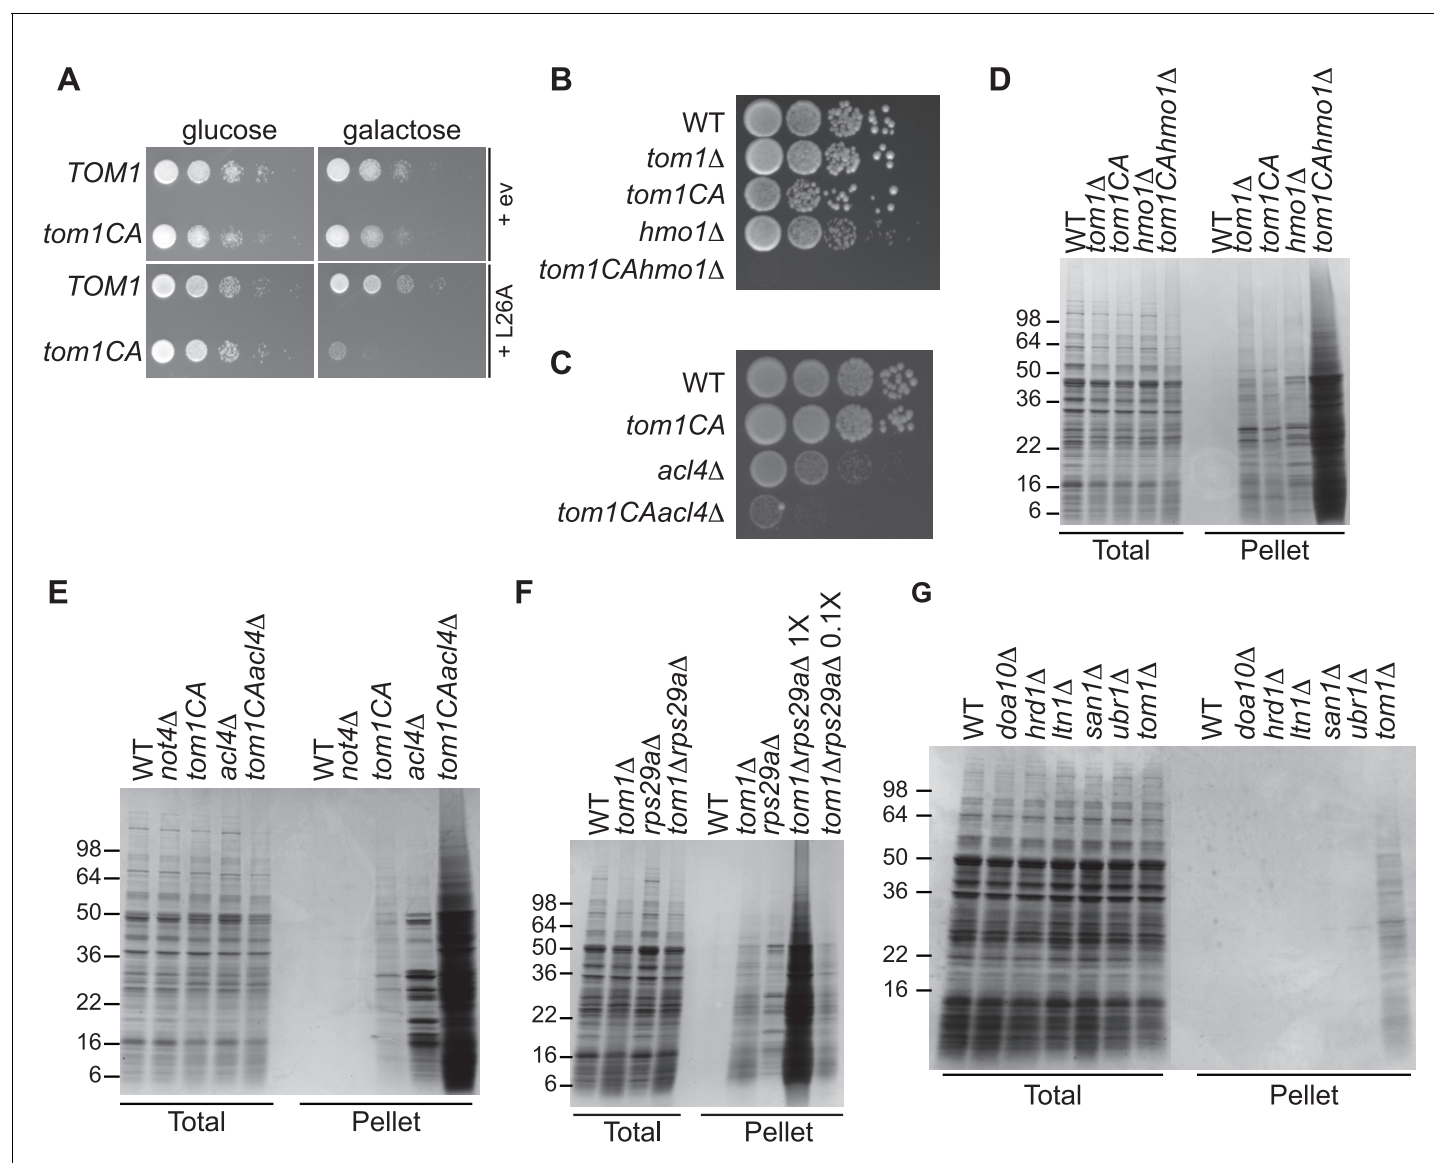 A
glucose galactose
TOM1
tom1CA
+ ev
TOM1
tom1CA
+ L26A
B
WT
tom1Δ
tom1CA
hmo1Δ
tom1CAhmo1Δ
C
WT
tom1CA
acl4Δ
tom1CAacl4Δ
D
WT
tom1Δ
tom1CA
hmo1Δ
tom1CAhmo1Δ
WT
tom1Δ
tom1CA
hmo1Δ
tom1CAhmo1Δ
98
64
50
36
22
16
6
Total Pellet
E
WT
not4Δ
tom1CA
acl4Δ
tom1CAacl4Δ
WT
not4Δ
tom1CA
acl4Δ
tom1CAacl4Δ
98
64
50
36
22
16
6
Total Pellet
F
WT
tom1Δ
rps29aΔ
tom1Δrps29aΔ
WT
tom1Δ
rps29aΔ
tom1Δrps29aΔ 1X
tom1Δrps29aΔ 0.1X
98
64
50
36
22
16
6
Total Pellet
G
WT
doa10Δ
hrd1Δ
ltn1Δ
san1Δ
ubr1Δ
tom1Δ
WT
doa10Δ
hrd1Δ
ltn1Δ
san1Δ
ubr1Δ
tom1Δ
98
64
50
36
22
16
Total Pellet